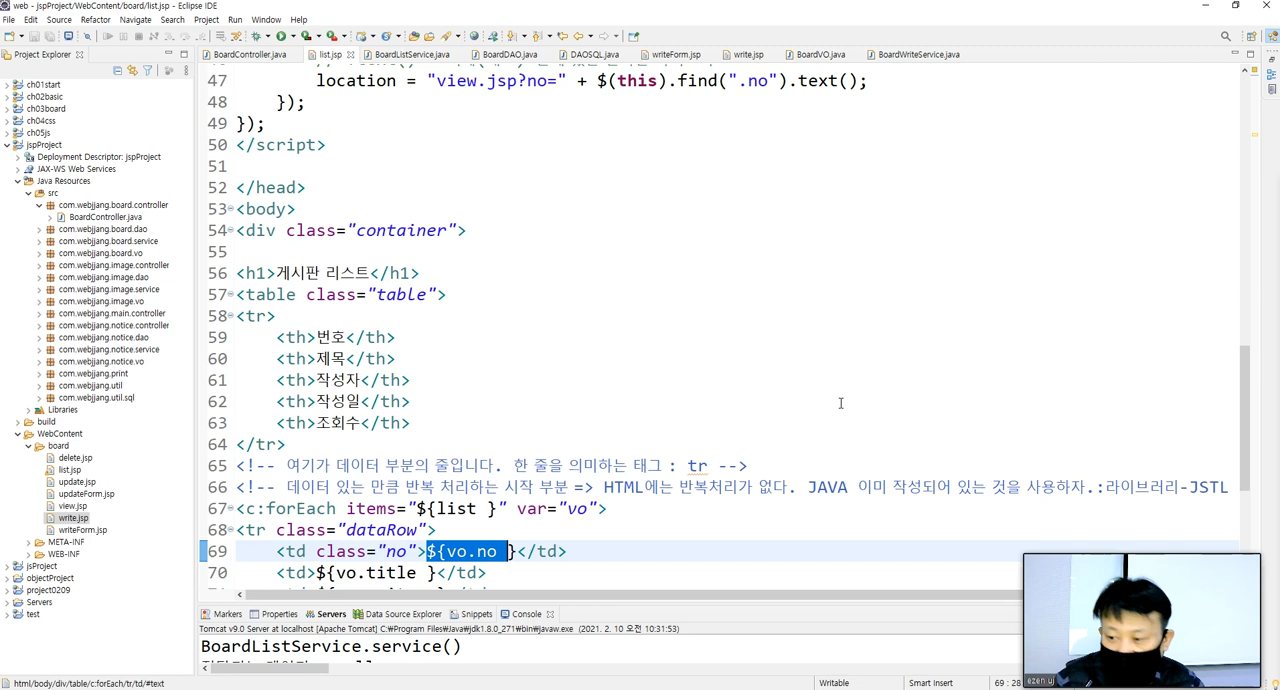 web - jspProject/WebContent/board/list.jsp - Eclipse IDE
File Edit Source Refactor Navigate Search Project Run Window Help
Project Explorer
BoardController.java list.jsp BoardListService.java BoardDAO.java DAOSQL.java writeForm.jsp write.jsp BoardVO.java BoardWriteService.java
ch01start
ch02basic
ch03board
ch04css
ch05js
jspProject
Deployment Descriptor: jspProject
JAX-WS Web Services
Java Resources
src
com.webjjang.board.controller
BoardController.java
com.webjjang.board.dao
com.webjjang.board.service
com.webjjang.board.vo
com.webjjang.image.controller
com.webjjang.image.dao
com.webjjang.image.service
com.webjjang.image.vo
com.webjjang.main.controller
com.webjjang.notice.controller
com.webjjang.notice.dao
com.webjjang.notice.service
com.webjjang.notice.vo
com.webjjang.print
com.webjjang.util
com.webjjang.util.sql
Libraries
build
WebContent
board
delete.jsp
list.jsp
update.jsp
updateForm.jsp
view.jsp
write.jsp
writeForm.jsp
META-INF
WEB-INF
jsProject
objectProject
project0209
Servers
test
47 location = "view.jsp?no=" + $(this).find(".no").text();
48 });
49 });
50 </script>
51
52 </head>
53 <body>
54 <div class="container">
55
56 <h1>게시판 리스트</h1>
57 <table class="table">
58 <tr>
59 <th>번호</th>
60 <th>제목</th>
61 <th>작성자</th>
62 <th>작성일</th>
63 <th>조회수</th>
64 </tr>
65 <!-- 여기가 데이터 부분의 줄입니다. 한 줄을 의미하는 태그 : tr -->
66 <!-- 데이터 있는 만큼 반복 처리하는 시작 부분 => HTML에는 반복처리가 없다. JAVA 이미 작성되어 있는 것을 사용하자.:라이브러리-JSTL
67 <c:forEach items="${list }" var="vo">
68 <tr class="dataRow">
69 <td class="no">${vo.no }</td>
70 <td>${vo.title }</td>
Markers Properties Servers Data Source Explorer Snippets Console
Tomcat v9.0 Server at localhost [Apache Tomcat] C:₩Program Files₩Java₩jdk1.8.0_271₩bin₩javaw.exe (2021. 2. 10 오전 10:31:53)
BoardListService.service()
html/body/div/table/c:forEach/tr/td/#text
Writable
Smart Insert
69 : 28
ezen uj